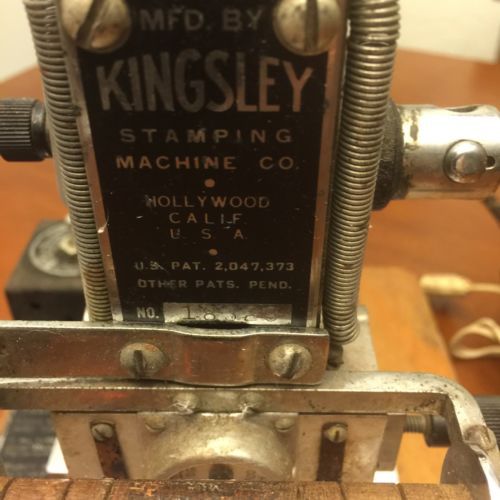 MFD. BY
KINGSLEY
STAMPING
MACHINE CO.
HOLLYWOOD
CALIF.
U. S. A.
U.S. PAT. 2,047,373
OTHER PATS. PEND.
NO.